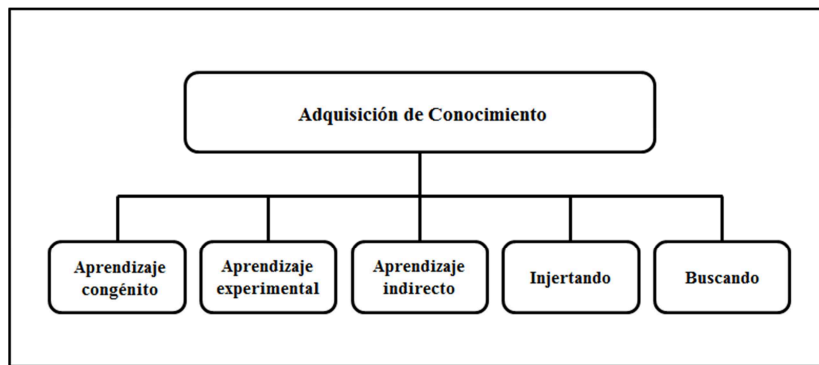 Adquisición de Conocimiento
Aprendizaje
congénito
Aprendizaje
experimental
Aprendizaje
indirecto
Injertando
Buscando